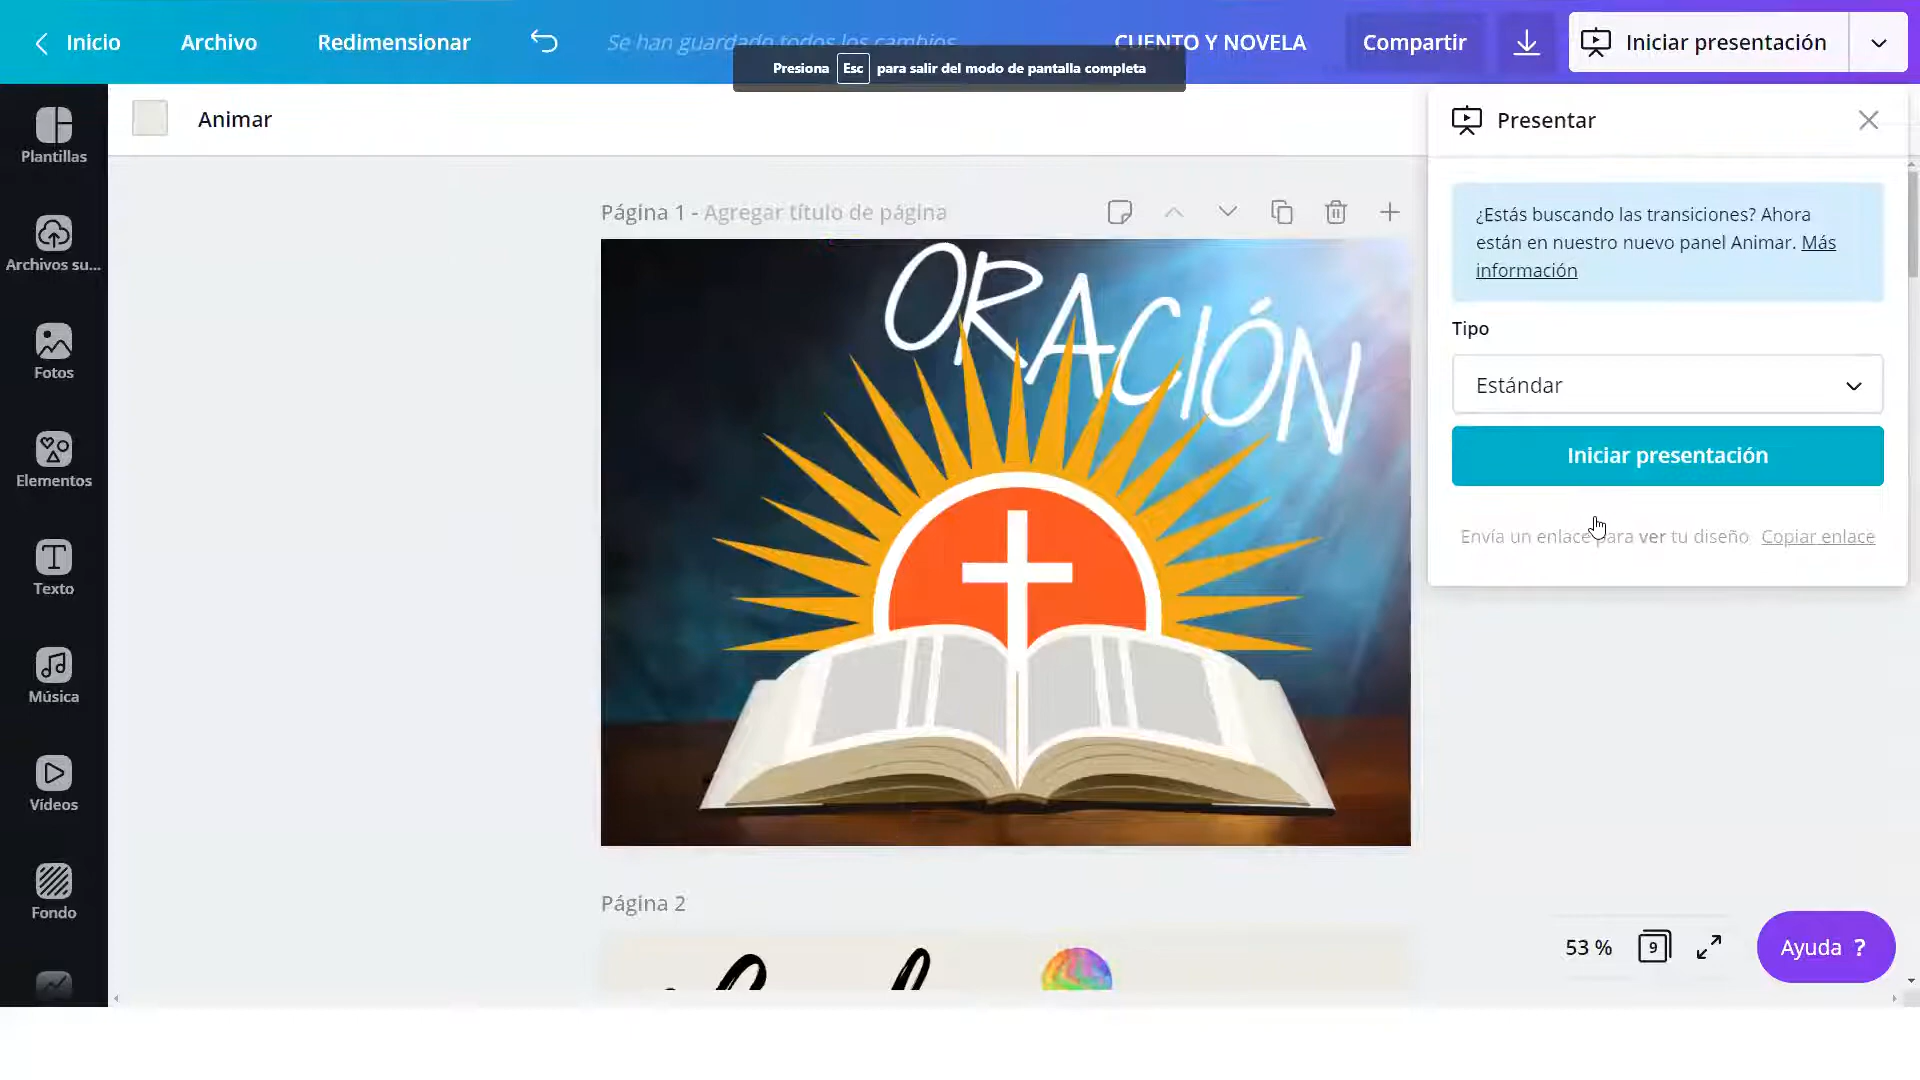 Inicio
Archivo
Redimensionar
Se han guardado todos los cambios
CUENTO Y NOVELA
Compartir
Iniciar presentación
Presiona Esc para salir del modo de pantalla completa
Plantillas
Archivos su...
Fotos
Elementos
Texto
Música
Vídeos
Fondo
Animar
Página 1 - Agregar título de página
ORACIÓN
Página 2
Presentar
¿Estás buscando las transiciones? Ahora
están en nuestro nuevo panel Animar. Más
información
Tipo
Estándar
Iniciar presentación
Envía un enlace para ver tu diseño Copiar enlace
53 %
9
Ayuda ?